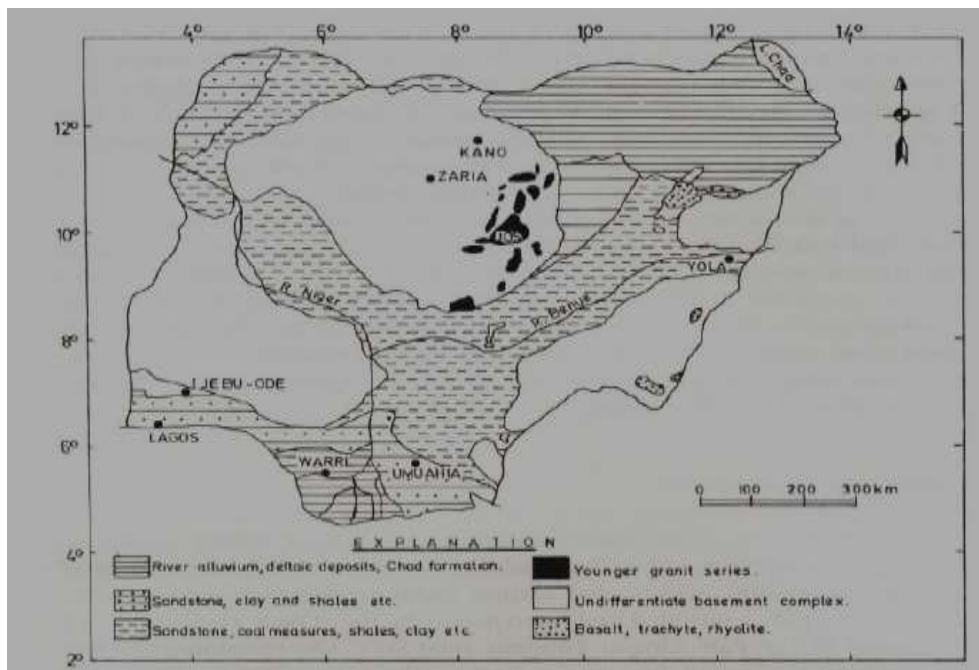 4° 6° 8° 10° 12° 14°
L. Chad
12°
KANO
ZARIA
10°
JOS
YOLA
R. Niger
R. Benue
8°
IJEBU-ODE
LAGOS
6°
WARRI
UMUAHIA
0 100 200 300 km
4°
EXPLANATION
River alluvium, deltaic deposits, Chad formation.
Younger granit series.
Sandstone, clay and shales etc.
Undifferentiate basement complex.
Sandstone, coal measures, shales, clay etc.
Basalt, trachyte, rhyolite.
2°